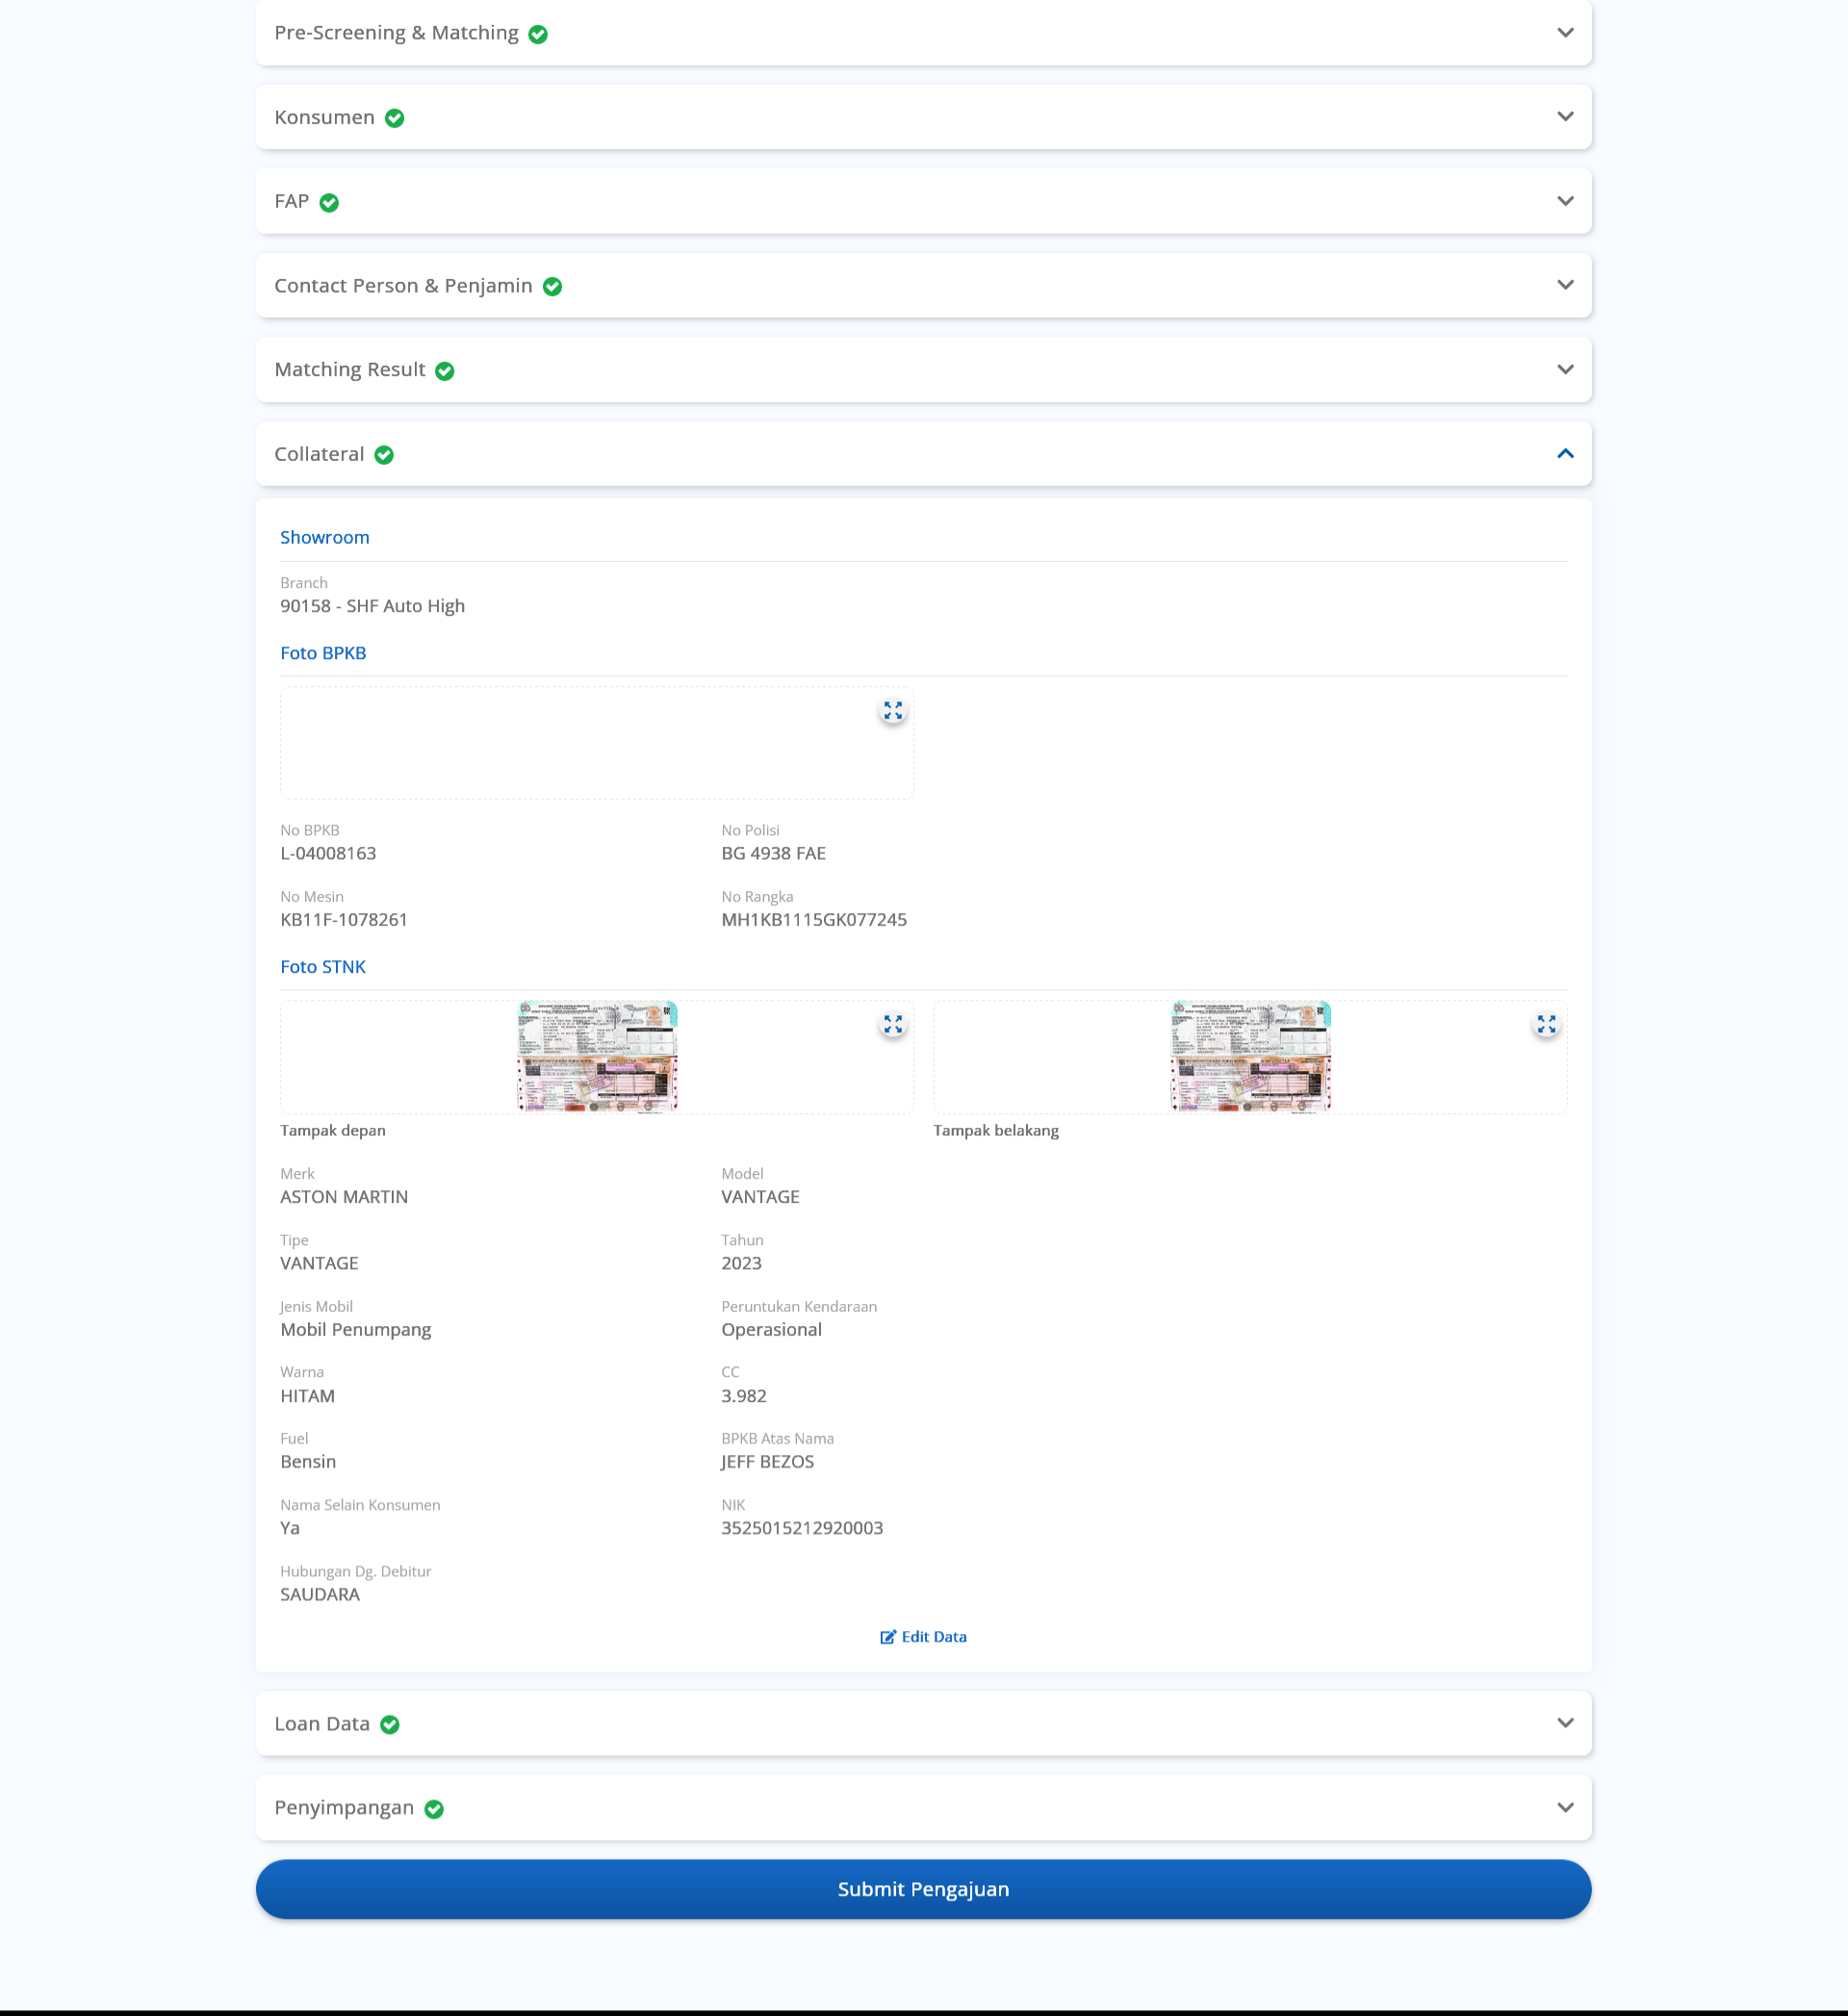 Pre-Screening & Matching
Konsumen
FAP
Contact Person & Penjamin
Matching Result
Collateral
Showroom
Branch
90158 - SHF Auto High
Foto BPKB
No BPKB No Polisi
L-04008163 BG 4938 FAE
No Mesin No Rangka
KB11F-1078261 MH1KB1115GK077245
Foto STNK
Tampak depan Tampak belakang
Merk Model
ASTON MARTIN VANTAGE
Tipe Tahun
VANTAGE 2023
Jenis Mobil Peruntukan Kendaraan
Mobil Penumpang Operasional
Warna CC
HITAM 3.982
Fuel BPKB Atas Nama
Bensin JEFF BEZOS
Nama Selain Konsumen NIK
Ya 3525015212920003
Hubungan Dg. Debitur
SAUDARA
Edit Data
Loan Data
Penyimpangan
Submit Pengajuan